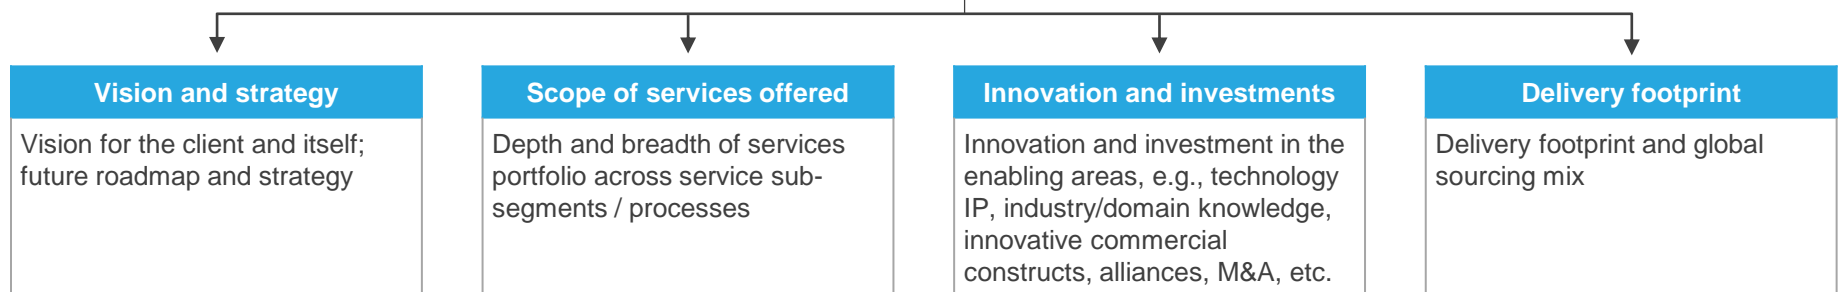 Vision and strategy
Vision for the client and itself;
future roadmap and strategy
Scope of services offered
Depth and breadth of services
portfolio across service sub-
segments / processes
Innovation and investments
Innovation and investment in the
enabling areas, e.g., technology
IP, industry/domain knowledge,
innovative commercial
constructs, alliances, M&A, etc.
Delivery footprint
Delivery footprint and global
sourcing mix